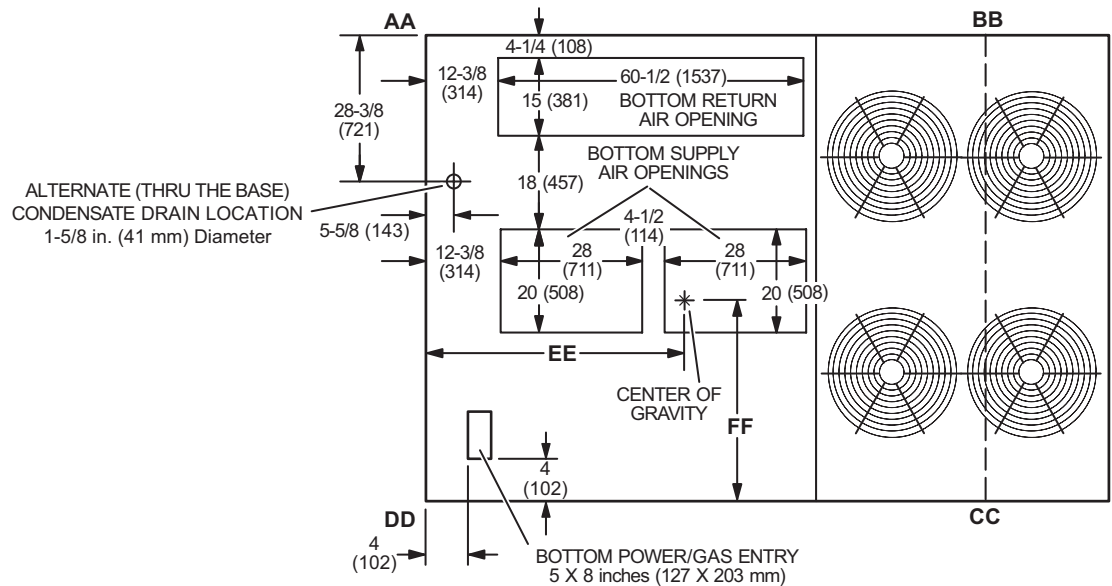 AA
BB
4-1/4 (108)
12-3/8
(314)
60-1/2 (1537)
28-3/8
(721)
15 (381)
BOTTOM RETURN
AIR OPENING
BOTTOM SUPPLY
AIR OPENINGS
18 (457)
ALTERNATE (THRU THE BASE)
CONDENSATE DRAIN LOCATION
1-5/8 in. (41 mm) Diameter
5-5/8 (143)
4-1/2
(114)
12-3/8
(314)
28
(711)
28
(711)
20 (508)
20 (508)
EE
CENTER OF
GRAVITY
FF
4
(102)
DD
CC
4
(102)
BOTTOM POWER/GAS ENTRY
5 X 8 inches (127 X 203 mm)